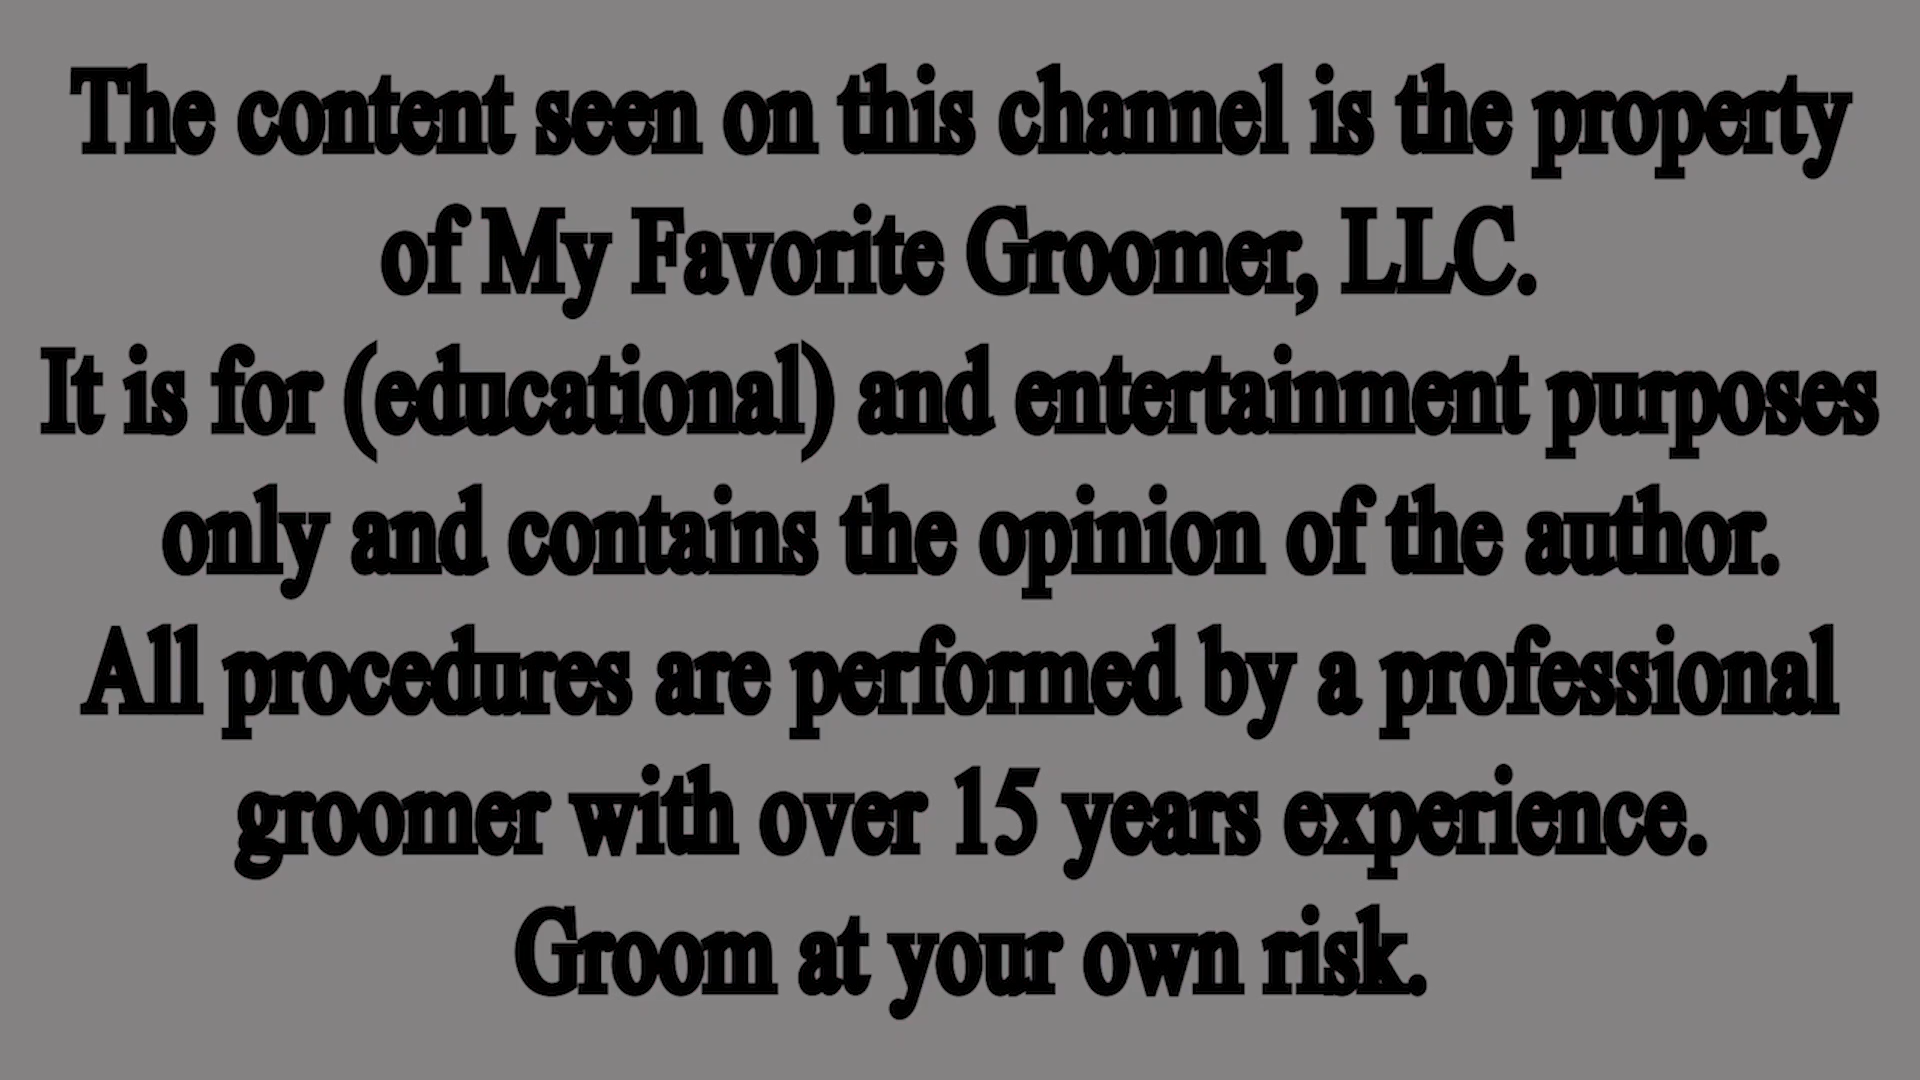 The content seen on this channel is the property
of My Favorite Groomer, LLC.
It is for (educational) and entertainment purposes
only and contains the opinion of the author.
All procedures are performed by a professional
groomer with over 15 years experience.
Groom at your own risk.